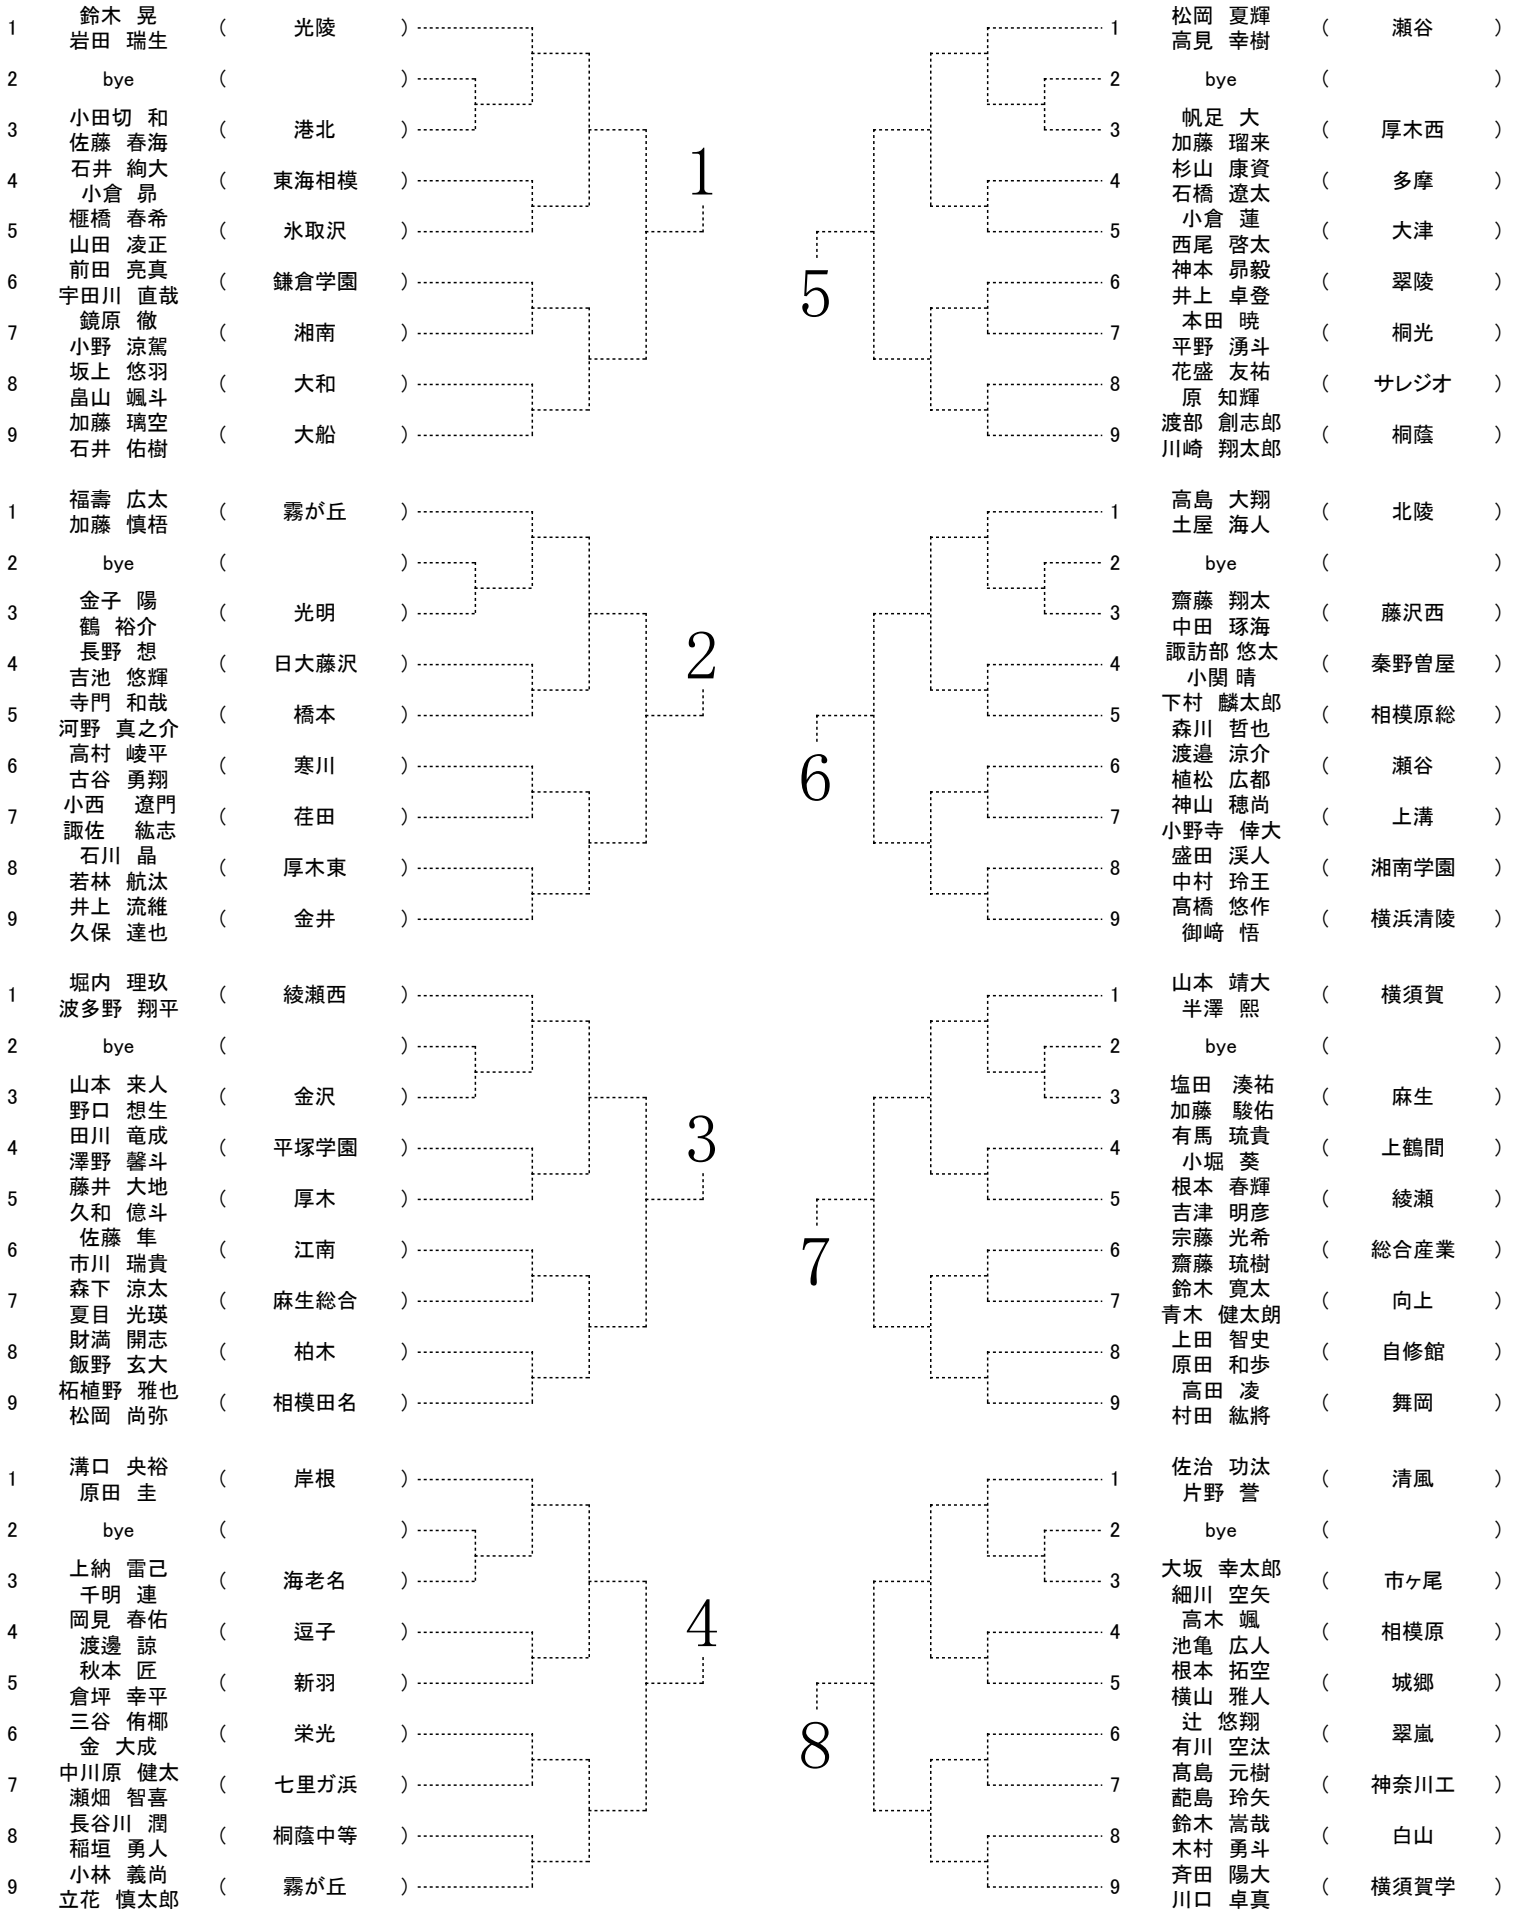 1 鈴木 晃 岩田 瑞生 ( 光陵 )
2 bye ( )
3 小田切 和 佐藤 春海 ( 港北 )
4 石井 絢大 小倉 昴 ( 東海相模 )
5 榧橋 春希 山田 凌正 ( 氷取沢 )
6 前田 亮真 宇田川 直哉 ( 鎌倉学園 )
7 鏡原 徹 小野 涼駕 ( 湘南 )
8 坂上 悠羽 畠山 颯斗 ( 大和 )
9 加藤 璃空 石井 佑樹 ( 大船 )
1
1 福壽 広太 加藤 慎梧 ( 霧が丘 )
2 bye ( )
3 金子 陽 鶴 裕介 ( 光明 )
4 長野 想 吉池 悠輝 ( 日大藤沢 )
5 寺門 和哉 河野 真之介 ( 橋本 )
6 高村 崚平 古谷 勇翔 ( 寒川 )
7 小西 遼門 諏佐 紘志 ( 荏田 )
8 石川 晶 若林 航汰 ( 厚木東 )
9 井上 流維 久保 達也 ( 金井 )
2
1 堀内 理玖 波多野 翔平 ( 綾瀬西 )
2 bye ( )
3 山本 来人 野口 想生 ( 金沢 )
4 田川 竜成 澤野 馨斗 ( 平塚学園 )
5 藤井 大地 久和 億斗 ( 厚木 )
6 佐藤 隼 市川 瑞貴 ( 江南 )
7 森下 涼太 夏目 光瑛 ( 麻生総合 )
8 財満 開志 飯野 玄大 ( 柏木 )
9 柘植野 雅也 松岡 尚弥 ( 相模田名 )
3
1 溝口 央裕 原田 圭 ( 岸根 )
2 bye ( )
3 上納 雷己 千明 連 ( 海老名 )
4 岡見 春佑 渡邊 諒 ( 逗子 )
5 秋本 匠 倉坪 幸平 ( 新羽 )
6 三谷 侑椰 金 大成 ( 栄光 )
7 中川原 健太 瀬畑 智喜 ( 七里ガ浜 )
8 長谷川 潤 稲垣 勇人 ( 桐蔭中等 )
9 小林 義尚 立花 慎太郎 ( 霧が丘 )
4
1 松岡 夏輝 高見 幸樹 ( 瀬谷 )
2 bye ( )
3 帆足 大 加藤 瑠来 ( 厚木西 )
4 杉山 康資 石橋 遼太 ( 多摩 )
5 小倉 蓮 西尾 啓太 ( 大津 )
6 神本 昴毅 井上 卓登 ( 翠陵 )
7 本田 暁 平野 湧斗 ( 桐光 )
8 花盛 友祐 原 知輝 ( サレジオ )
9 渡部 創志郎 川崎 翔太郎 ( 桐蔭 )
5
1 高島 大翔 土屋 海人 ( 北陵 )
2 bye ( )
3 齋藤 翔太 中田 琢海 ( 藤沢西 )
4 諏訪部 悠太 小関 晴 ( 秦野曽屋 )
5 下村 麟太郎 森川 哲也 ( 相模原総 )
6 渡邉 涼介 植松 広都 ( 瀬谷 )
7 神山 穂尚 小野寺 倖大 ( 上溝 )
8 盛田 渓人 中村 玲王 ( 湘南学園 )
9 髙橋 悠作 御﨑 悟 ( 横浜清陵 )
6
1 山本 靖大 半澤 熙 ( 横須賀 )
2 bye ( )
3 塩田 湊祐 加藤 駿佑 ( 麻生 )
4 有馬 琉貴 小堀 葵 ( 上鶴間 )
5 根本 春輝 吉津 明彦 ( 綾瀬 )
6 宗藤 光希 齋藤 琉樹 ( 総合産業 )
7 鈴木 寛太 青木 健太朗 ( 向上 )
8 上田 智史 原田 和歩 ( 自修館 )
9 高田 凌 村田 紘將 ( 舞岡 )
7
1 佐治 功汰 片野 誉 ( 清風 )
2 bye ( )
3 大坂 幸太郎 細川 空矢 ( 市ヶ尾 )
4 高木 颯 池亀 広人 ( 相模原 )
5 根本 拓空 横山 雅人 ( 城郷 )
6 辻 悠翔 有川 空汰 ( 翠嵐 )
7 髙島 元樹 蓜島 玲矢 ( 神奈川工 )
8 鈴木 嵩哉 木村 勇斗 ( 白山 )
9 斉田 陽大 川口 卓真 ( 横須賀学 )
8